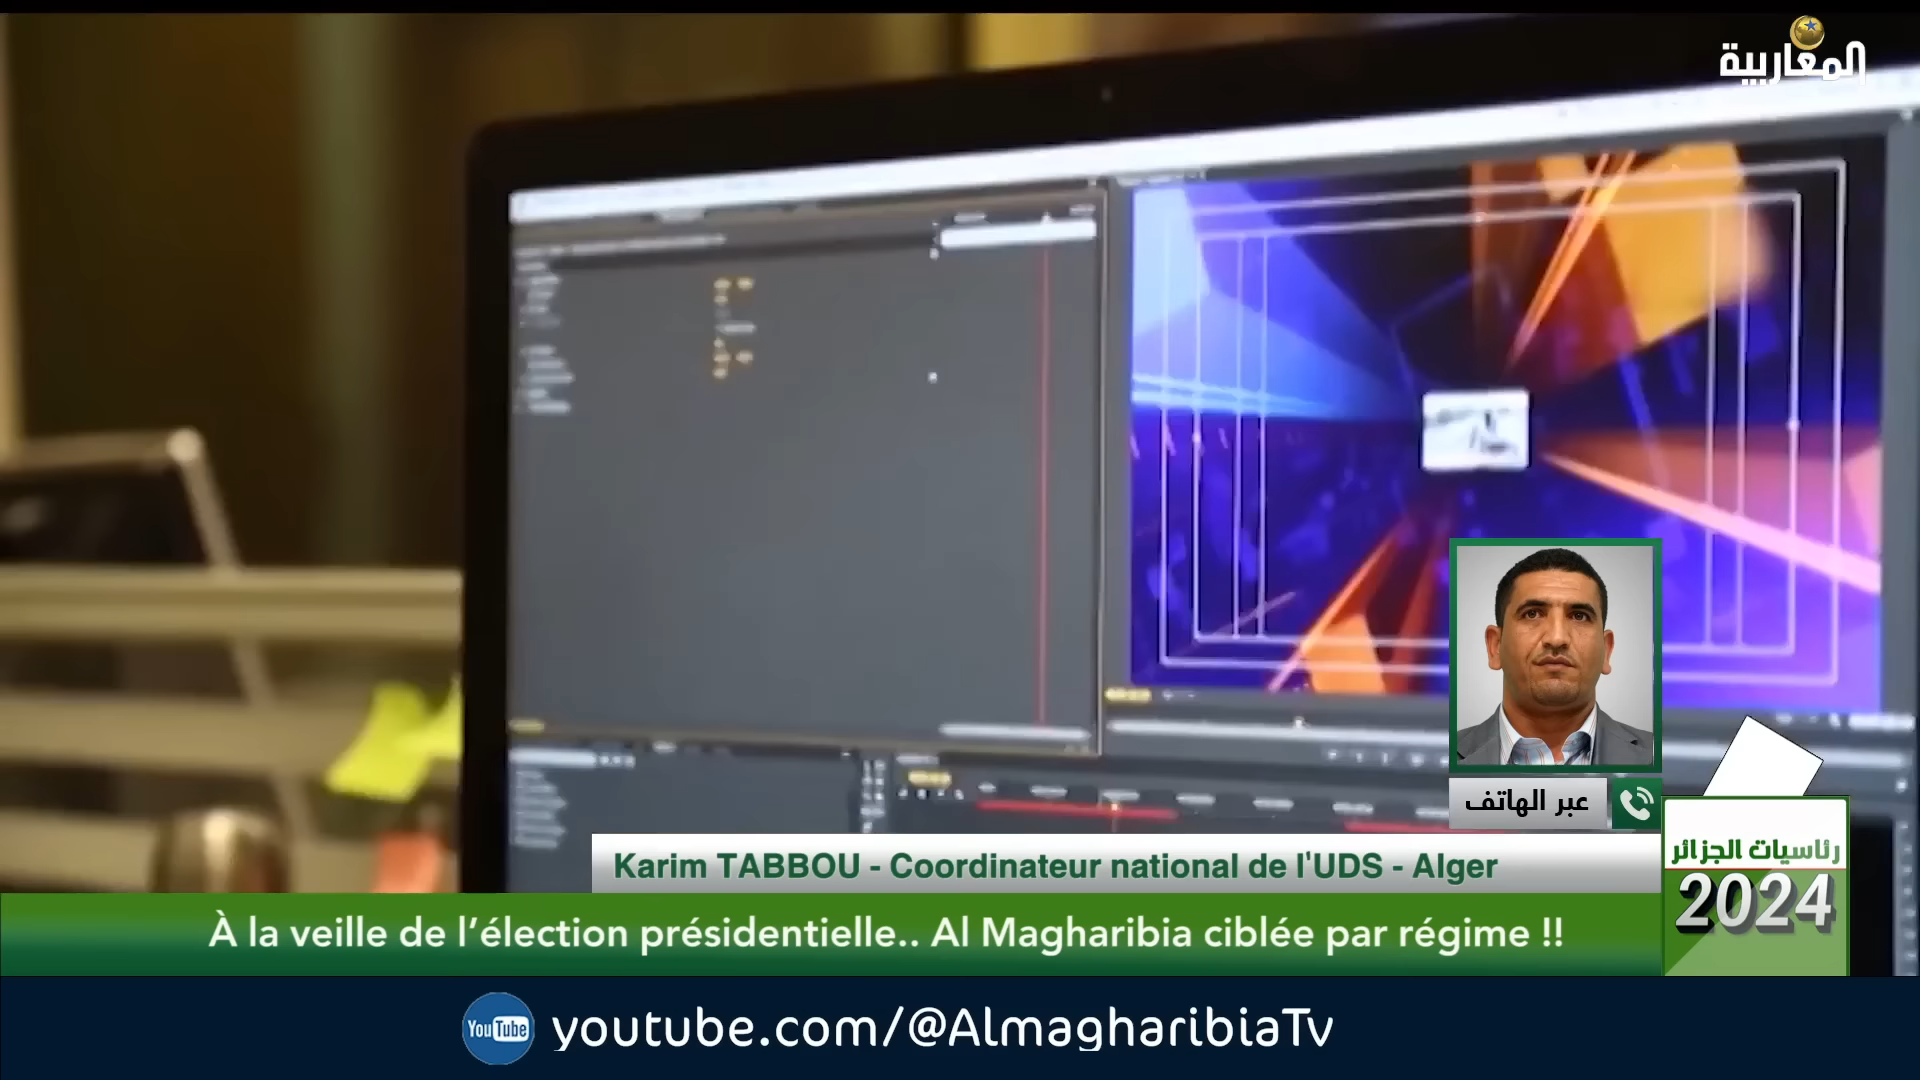 المغاربية
عبر الهاتف
Karim TABBOU - Coordinateur national de l'UDS - Alger
رئاسيات الجزائر
2024
À la veille de l’élection présidentielle.. Al Magharibia ciblée par régime !!
YouTube youtube.com/@AlmagharibiaTv